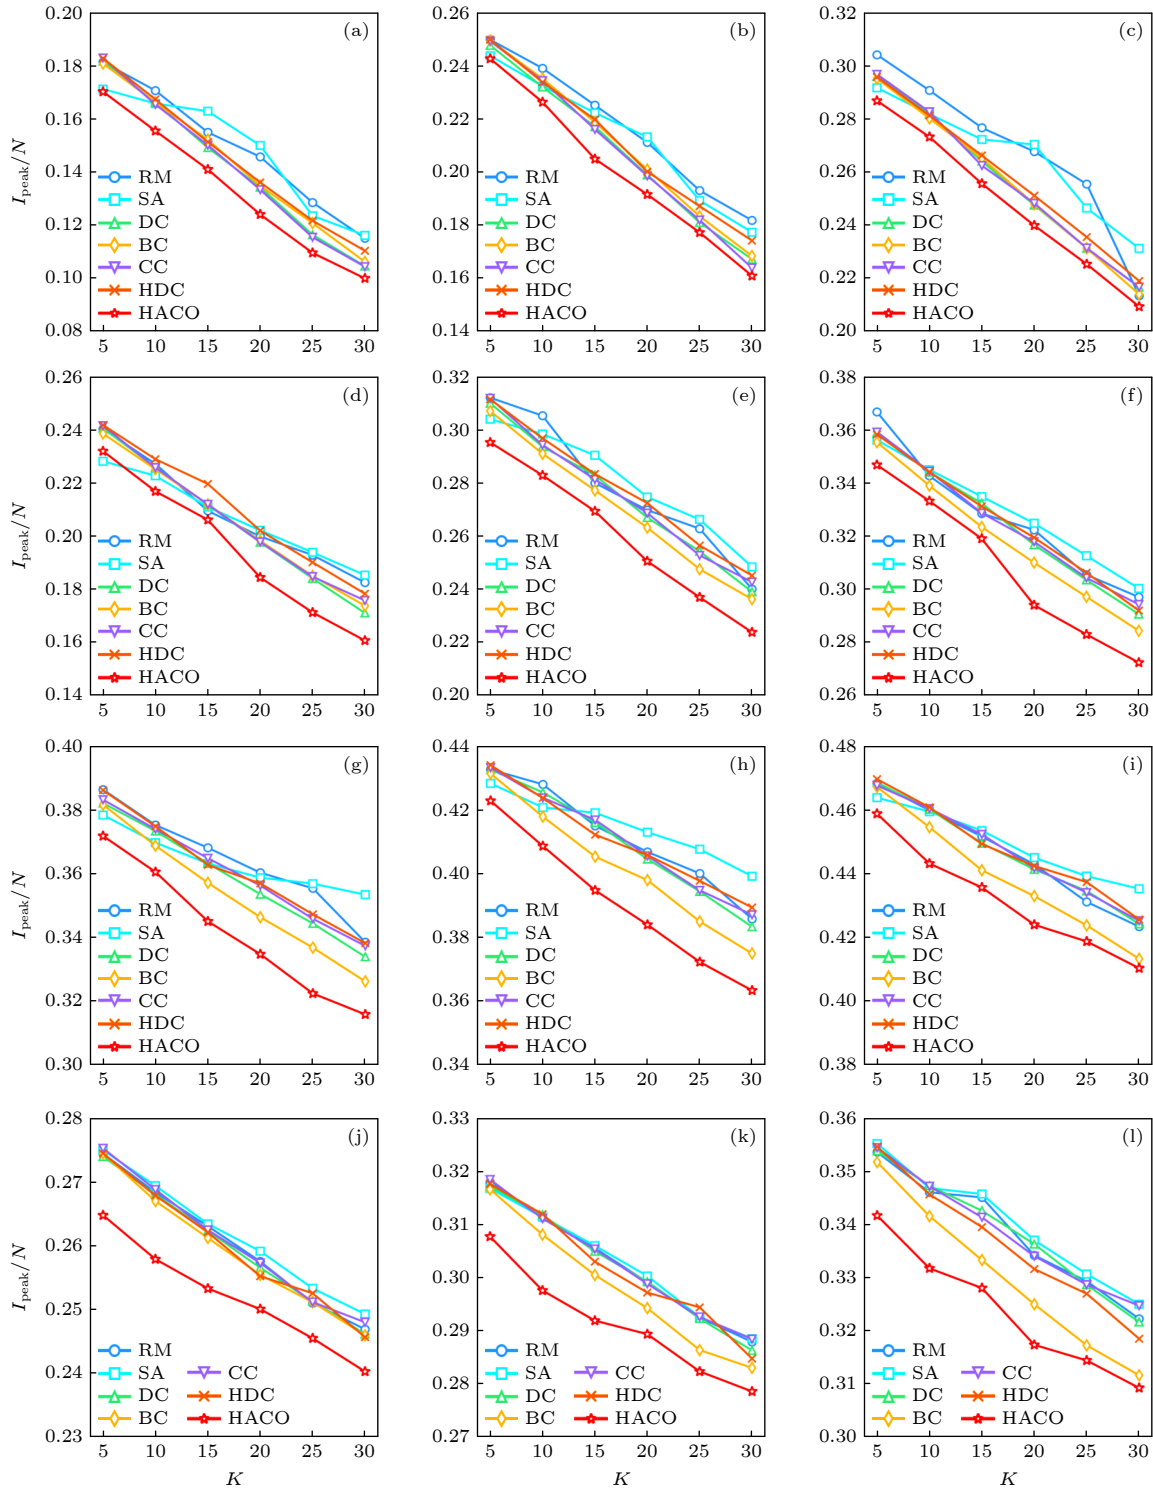 0.20
0.18
0.16
0.14
0.12
0.10
0.08
I_peak/N
(a)
RM
SA
DC
BC
CC
HDC
HACO
5 10 15 20 25 30
0.26
0.24
0.22
0.20
0.18
0.16
0.14
(b)
RM
SA
DC
BC
CC
HDC
HACO
5 10 15 20 25 30
0.32
0.30
0.28
0.26
0.24
0.22
0.20
(c)
RM
SA
DC
BC
CC
HDC
HACO
5 10 15 20 25 30
0.26
0.24
0.22
0.20
0.18
0.16
0.14
I_peak/N
(d)
RM
SA
DC
BC
CC
HDC
HACO
5 10 15 20 25 30
0.32
0.30
0.28
0.26
0.24
0.22
0.20
(e)
RM
SA
DC
BC
CC
HDC
HACO
5 10 15 20 25 30
0.38
0.36
0.34
0.32
0.30
0.28
0.26
(f)
RM
SA
DC
BC
CC
HDC
HACO
5 10 15 20 25 30
0.40
0.38
0.36
0.34
0.32
0.30
I_peak/N
(g)
RM
SA
DC
BC
CC
HDC
HACO
5 10 15 20 25 30
0.44
0.42
0.40
0.38
0.36
0.34
(h)
RM
SA
DC
BC
CC
HDC
HACO
5 10 15 20 25 30
0.48
0.46
0.44
0.42
0.40
0.38
(i)
RM
SA
DC
BC
CC
HDC
HACO
5 10 15 20 25 30
0.28
0.27
0.26
0.25
0.24
0.23
I_peak/N
(j)
RM
SA CC
DC HDC
BC HACO
5 10 15 20 25 30
K
0.33
0.32
0.31
0.30
0.29
0.28
0.27
(k)
RM
SA CC
DC HDC
BC HACO
5 10 15 20 25 30
K
0.36
0.35
0.34
0.33
0.32
0.31
0.30
(l)
RM
SA CC
DC HDC
BC HACO
5 10 15 20 25 30
K